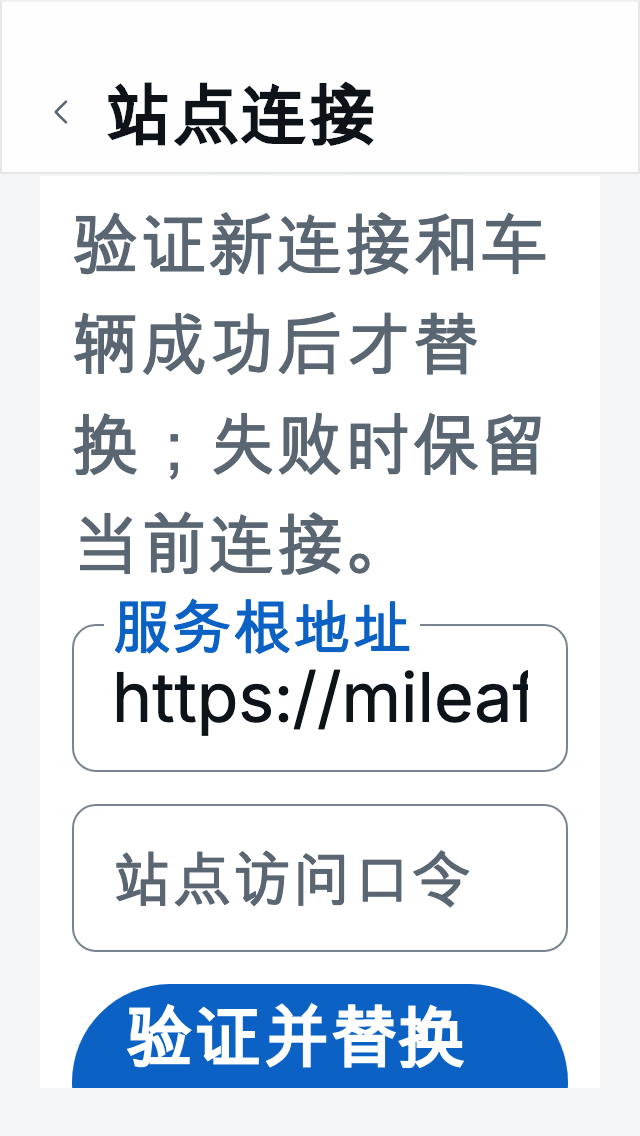 站点连接
验证新连接和车
辆成功后才替
换；失败时保留
当前连接。
服务根地址
https://mileaf
站点访问口令
验证并替换